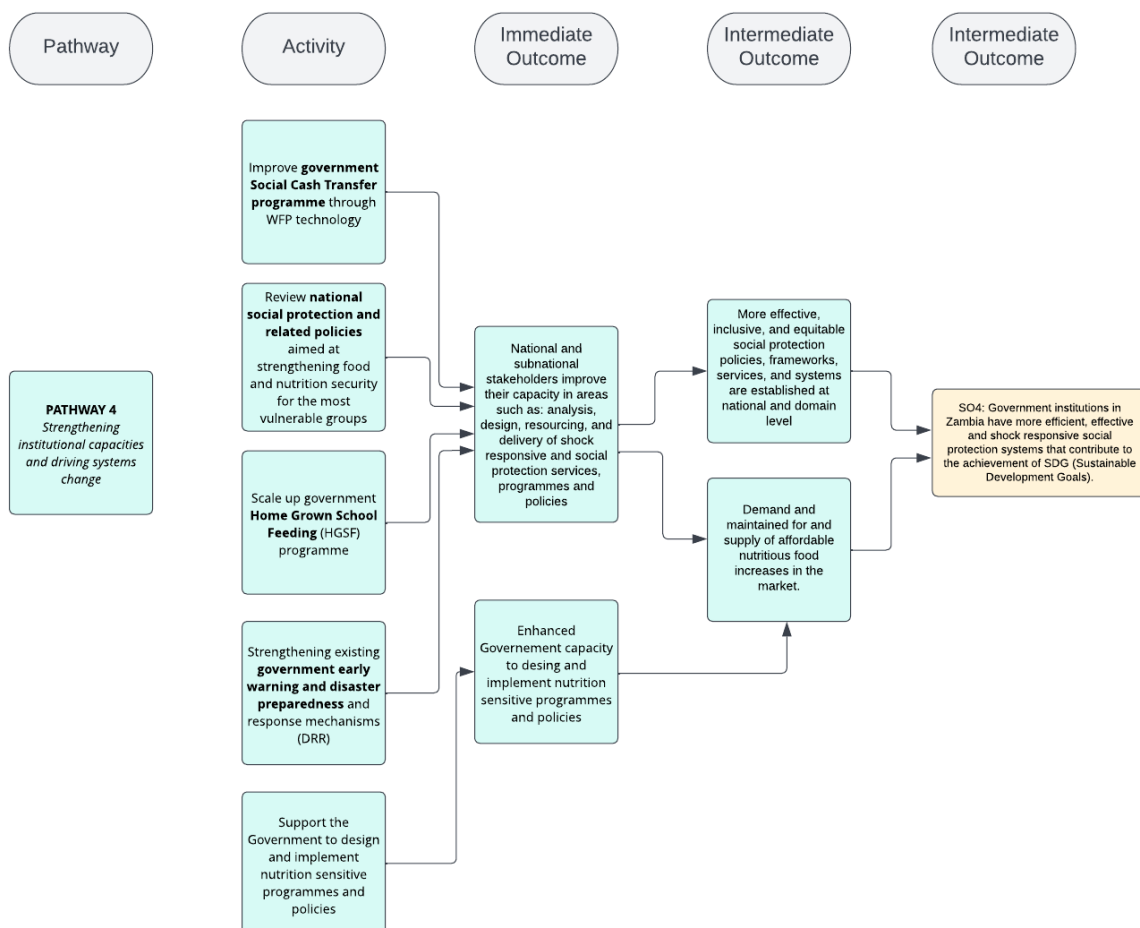 Pathway
Activity
Immediate
Outcome
Intermediate
Outcome
Intermediate
Outcome
PATHWAY 4
Strengthening
institutional capacities
and driving systems
change
Improve government
Social Cash Transfer
programme through
WFP technology
Review national
social protection and
related policies
aimed at
strengthening food
and nutrition security
for the most
vulnerable groups
Scale up government
Home Grown School
Feeding (HGSF)
programme
Strengthening existing
government early
warning and disaster
preparedness and
response mechanisms
(DRR)
Support the
Government to design
and implement
nutrition sensitive
programmes and
policies
National and
subnational
stakeholders improve
their capacity in areas
such as: analysis,
design, resourcing, and
delivery of shock
responsive and social
protection services,
programmes and
policies
Enhanced
Governement capacity
to desing and
implement nutrition
sensitive programmes
and policies
More effective,
inclusive, and equitable
social protection
policies, frameworks,
services, and systems
are established at
national and domain
level
Demand and
maintained for and
supply of affordable
nutritious food
increases in the
market.
SO4: Government institutions in
Zambia have more efficient, effective
and shock responsive social
protection systems that contribute to
the achievement of SDG (Sustainable
Development Goals).